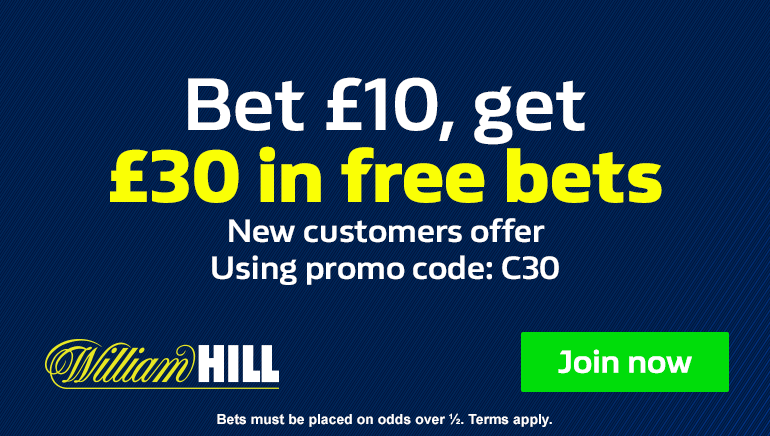 Bet £10, get
£30 in free bets
New customers offer
Using promo code: C30
William HILL
Join now
Bets must be placed on odds over ½. Terms apply.